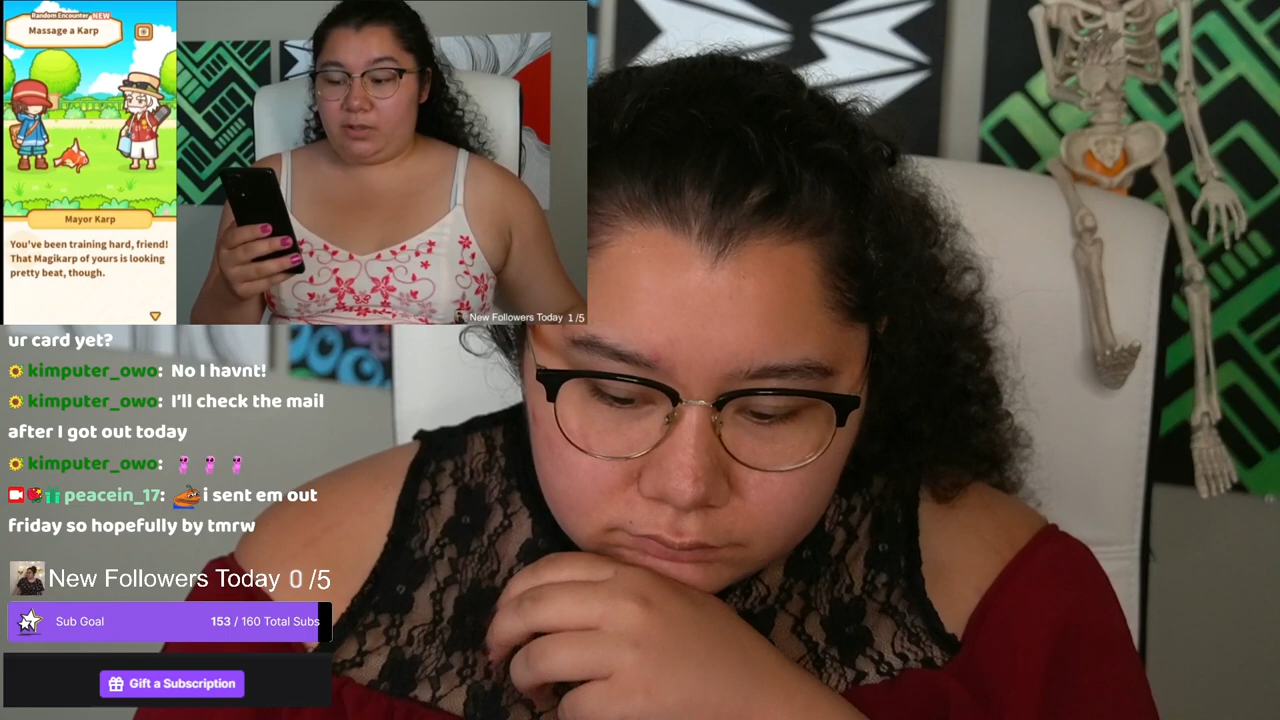 Random Encounter NEW
Massage a Karp
Mayor Karp
You've been training hard, friend!
That Magikarp of yours is looking
pretty beat, though.
New Followers Today 1/5
ur card yet?
kimputer_owo: No I havnt!
kimputer_owo: I'll check the mail
after I got out today
kimputer_owo:
peacein_17: i sent em out
friday so hopefully by tmrw
New Followers Today 0/5
Sub Goal 153 / 160 Total Subs
Gift a Subscription